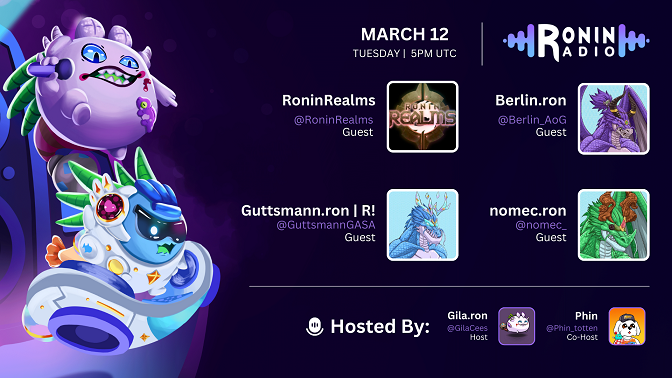 MARCH 12
TUESDAY | 5PM UTC
RONIN
RADIO
RoninRealms
@RoninRealms
Guest
RONIN
REALMS
Berlin.ron
@Berlin_AoG
Guest
Guttsmann.ron | R!
@GuttsmannGASA
Guest
nomec.ron
@nomec_
Guest
Hosted By:
Gila.ron
@GilaCees
Host
Phin
@Phin_totten
Co-Host